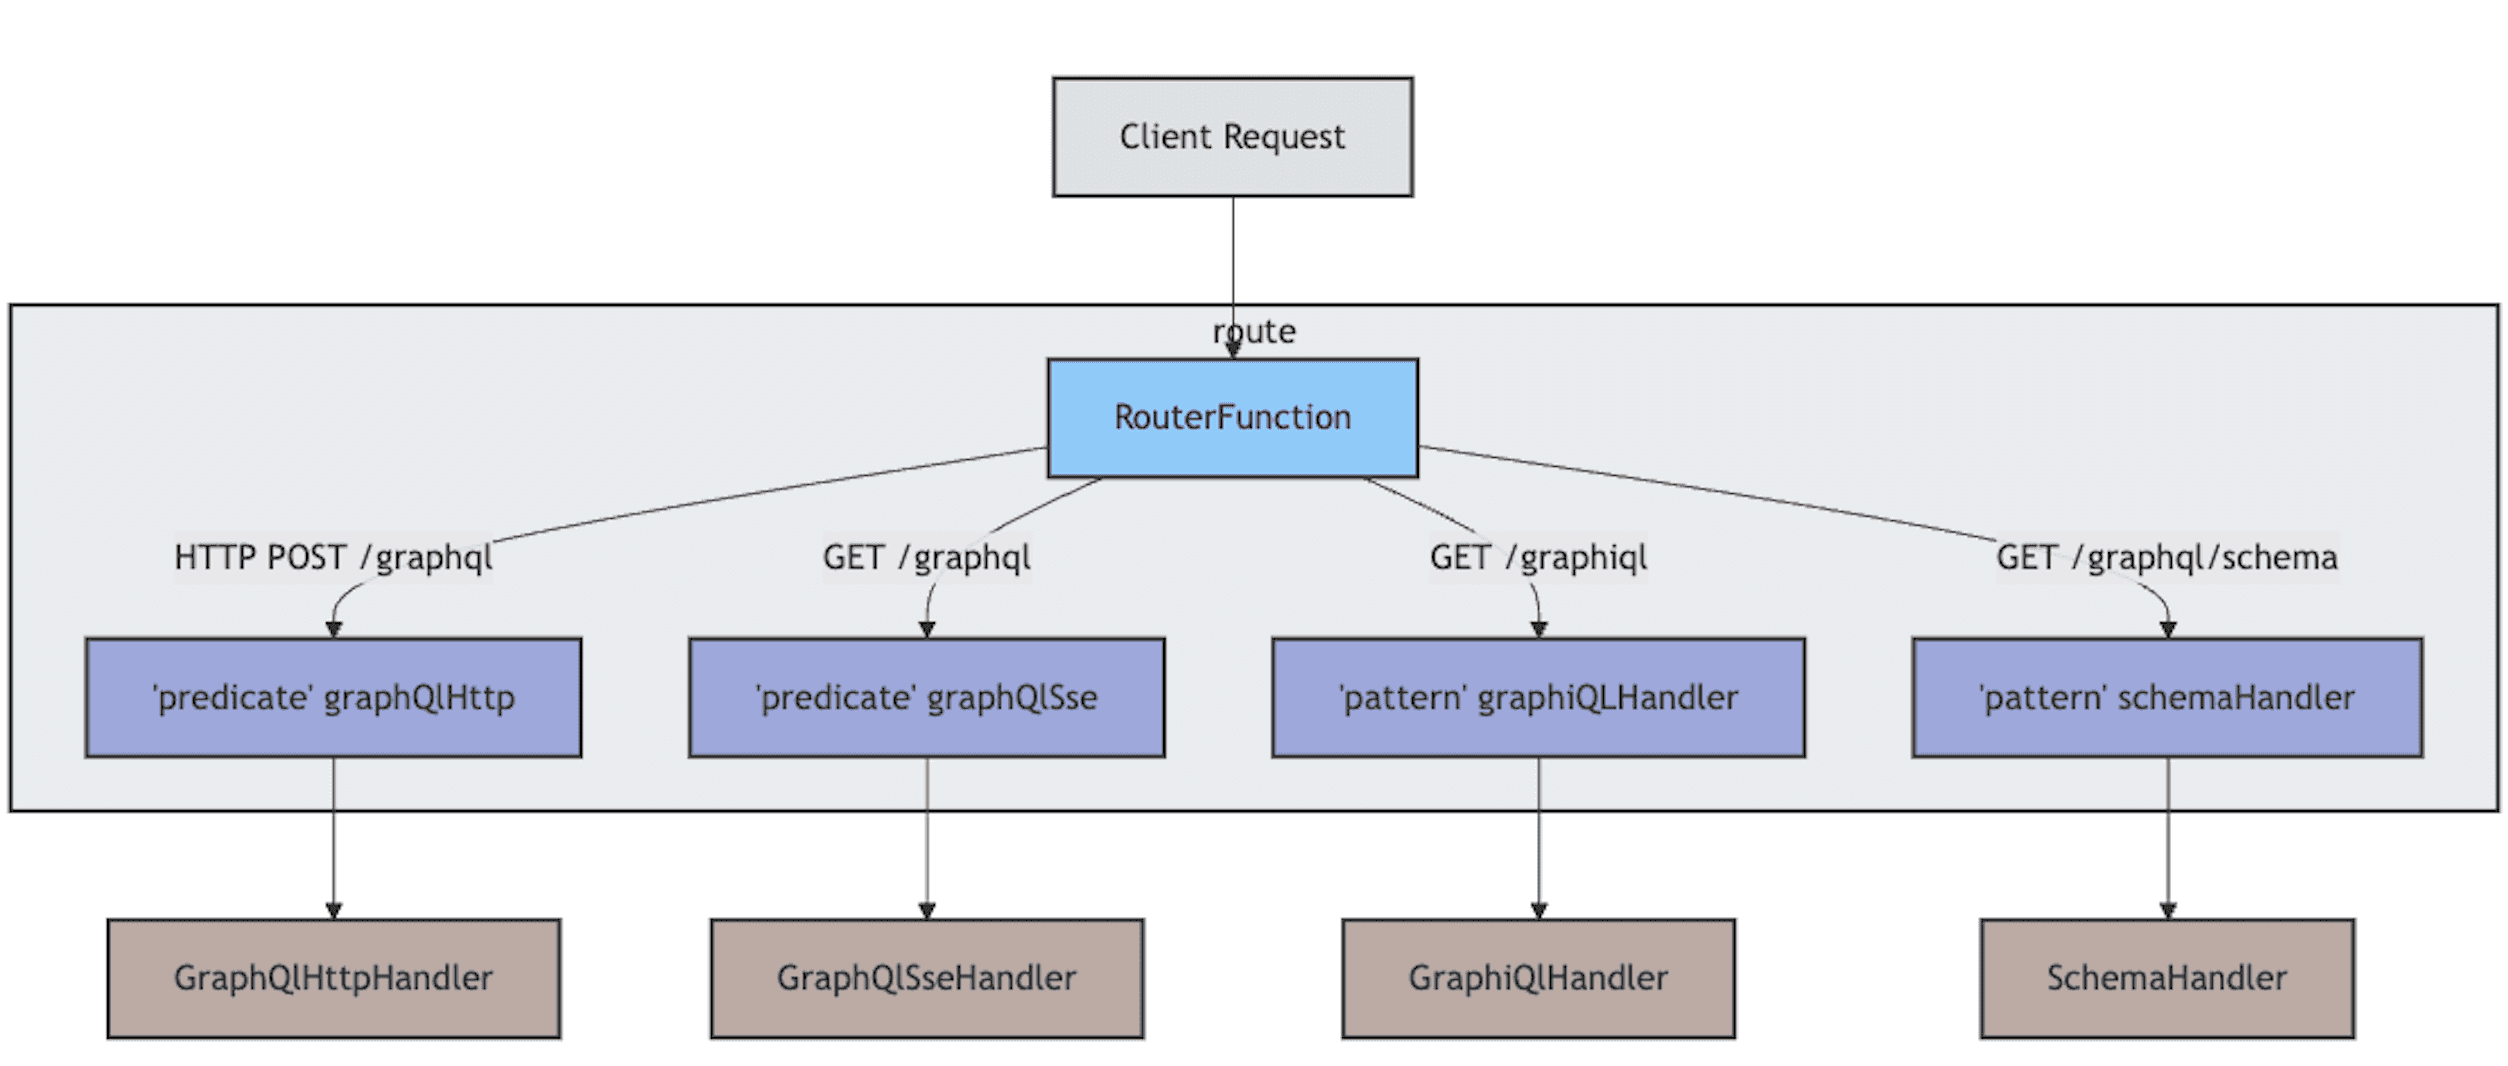 Client Request
route
RouterFunction
HTTP POST /graphql
GET /graphql
GET /graphiql
GET /graphql/schema
'predicate' graphQlHttp
'predicate' graphQlSse
'pattern' graphiQLHandler
'pattern' schemaHandler
GraphQlHttpHandler
GraphQlSseHandler
GraphiQlHandler
SchemaHandler